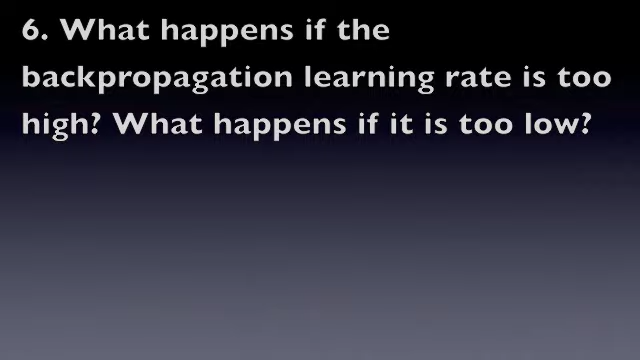 6. What happens if the
backpropagation learning rate is too
high? What happens if it is too low?